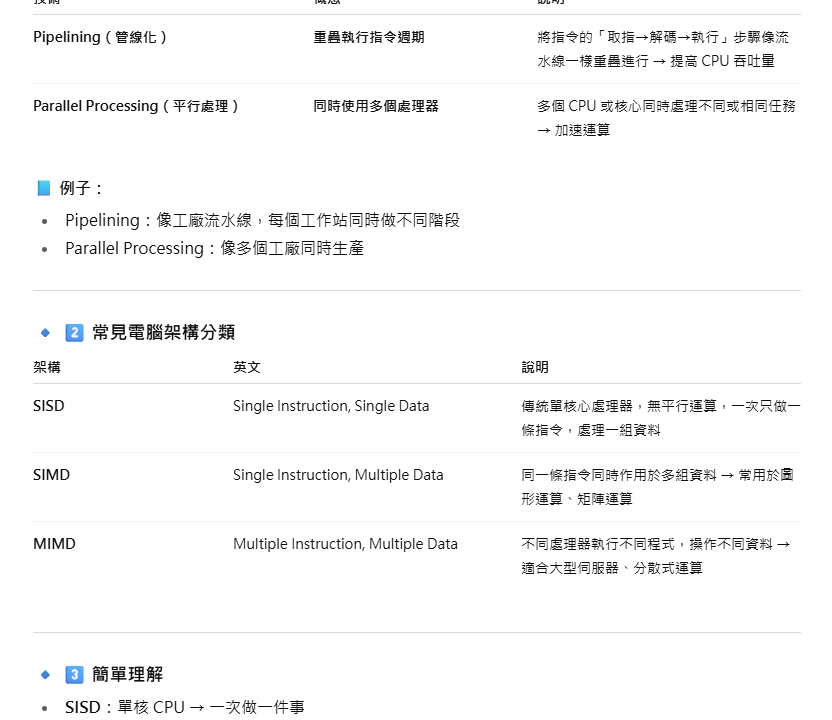 Pipelining（管線化） 重疊執行指令週期 將指令的「取指→解碼→執行」步驟像流
水線一樣重疊進行 → 提高 CPU 吞吐量
Parallel Processing（平行處理） 同時使用多個處理器 多個 CPU 或核心同時處理不同或相同任務
→ 加速運算
📘 例子：
• Pipelining：像工廠流水線，每個工作站同時做不同階段
• Parallel Processing：像多個工廠同時生產
🔹 2️⃣ 常見電腦架構分類
架構 英文 說明
SISD Single Instruction, Single Data 傳統單核心處理器，無平行運算，一次只做一
條指令，處理一組資料
SIMD Single Instruction, Multiple Data 同一條指令同時作用於多組資料 → 常用於圖
形運算、矩陣運算
MIMD Multiple Instruction, Multiple Data 不同處理器執行不同程式，操作不同資料 →
適合大型伺服器、分散式運算
🔹 3️⃣ 簡單理解
• SISD：單核 CPU → 一次做一件事